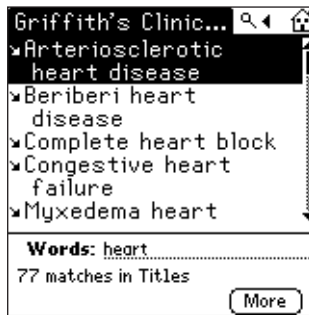 Griffith's Clinic...
Arteriosclerotic
heart disease
Beriberi heart
disease
Complete heart block
Congestive heart
failure
Myxedema heart
Words: heart
77 matches in Titles
More